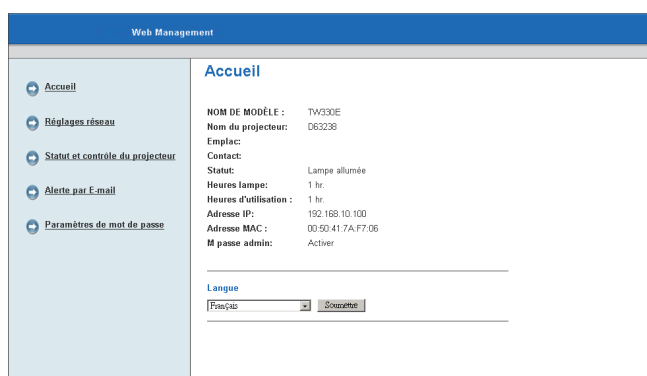 Web Management
Accueil
Réglages réseau
Statut et contrôle du projecteur
Alerte par E-mail
Paramètres de mot de passe
Accueil
NOM DE MODÈLE : TW330E
Nom du projecteur: D63238
Emplac:
Contact:
Statut: Lampe allumée
Heures lampe: 1 hr.
Heures d'utilisation : 1 hr.
Adresse IP: 192.168.10.100
Adresse MAC : 00:50:41:7A:F7:06
M passe admin: Activer
Langue
Français Soumettre